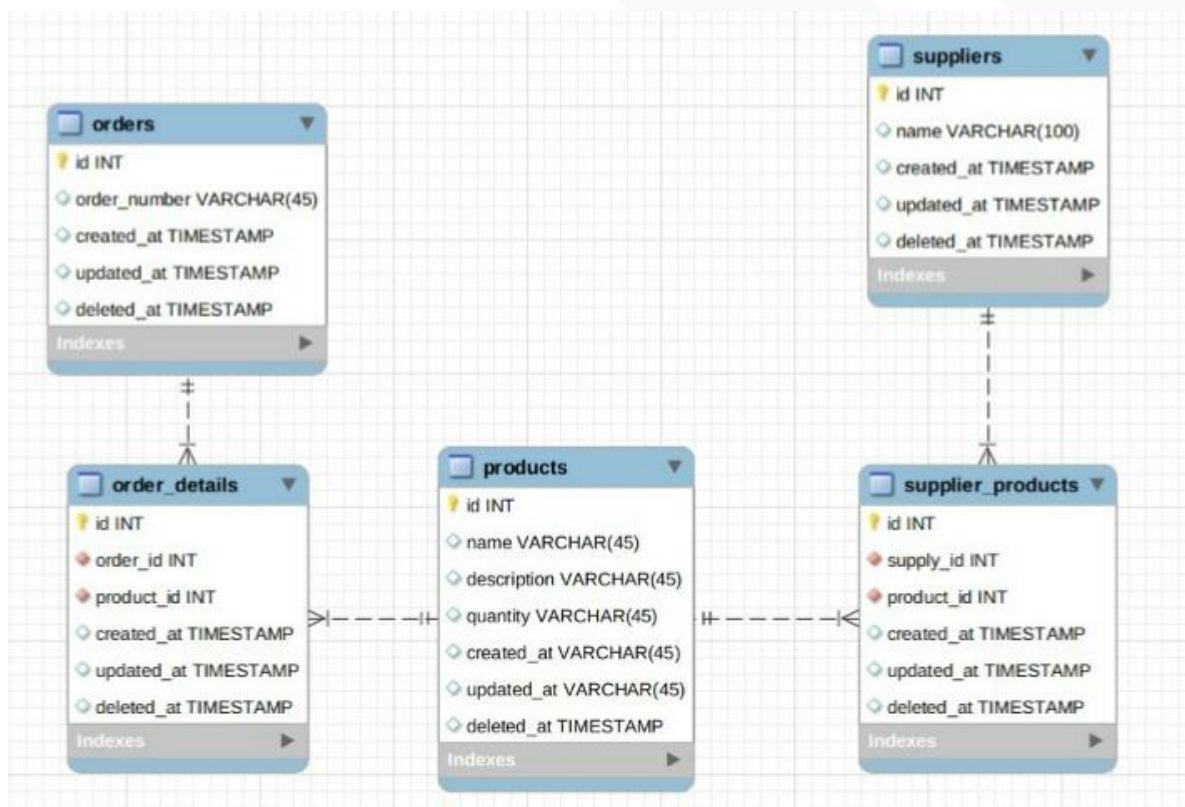 orders
id INT
order_number VARCHAR(45)
created_at TIMESTAMP
updated_at TIMESTAMP
deleted_at TIMESTAMP
Indexes
suppliers
id INT
name VARCHAR(100)
created_at TIMESTAMP
updated_at TIMESTAMP
deleted_at TIMESTAMP
Indexes
order_details
id INT
order_id INT
product_id INT
created_at TIMESTAMP
updated_at TIMESTAMP
deleted_at TIMESTAMP
Indexes
products
id INT
name VARCHAR(45)
description VARCHAR(45)
quantity VARCHAR(45)
created_at VARCHAR(45)
updated_at VARCHAR(45)
deleted_at TIMESTAMP
Indexes
supplier_products
id INT
supply_id INT
product_id INT
created_at TIMESTAMP
updated_at TIMESTAMP
deleted_at TIMESTAMP
Indexes